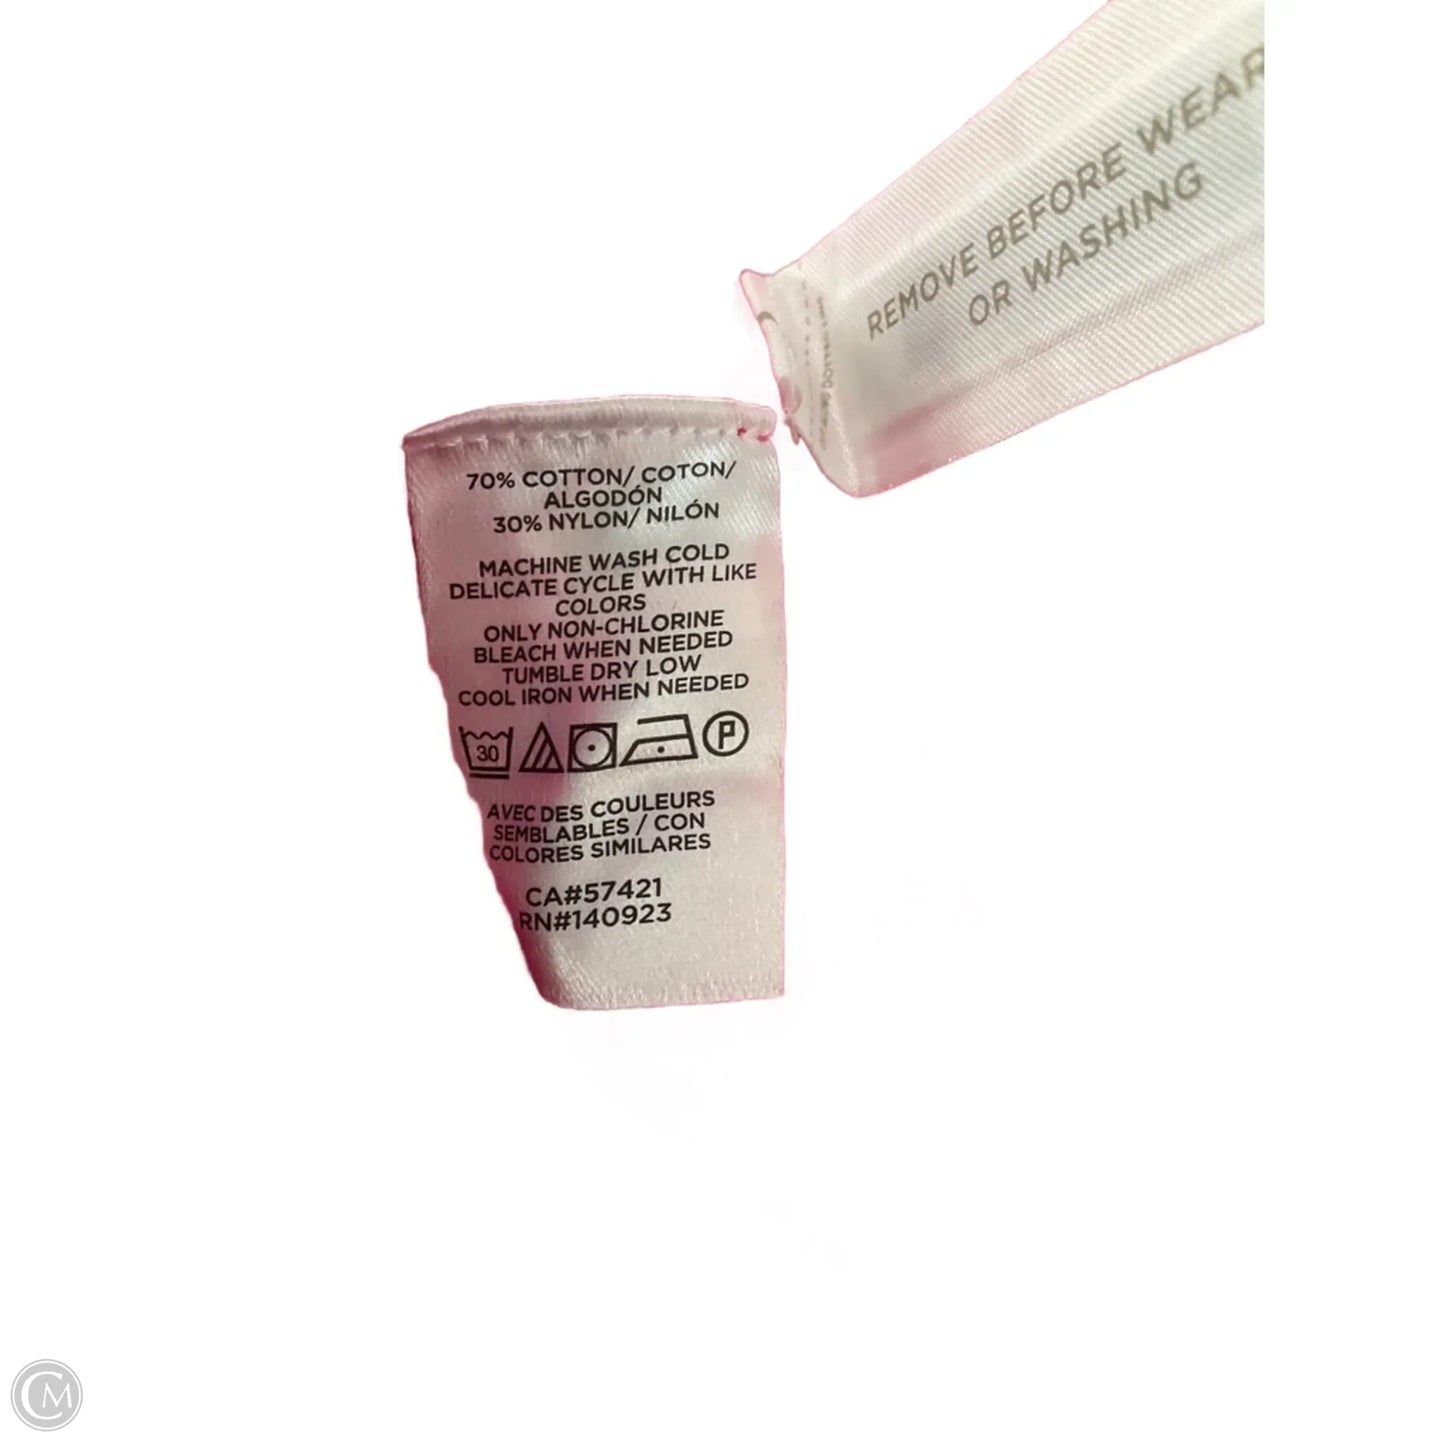 REMOVE BEFORE WEAR
OR WASHING
70% COTTON/ COTON/
ALGODÓN
30% NYLON/ NILÓN
MACHINE WASH COLD
DELICATE CYCLE WITH LIKE
COLORS
ONLY NON-CHLORINE
BLEACH WHEN NEEDED
TUMBLE DRY LOW
COOL IRON WHEN NEEDED
30 P
AVEC DES COULEURS
SEMBLABLES / CON
COLORES SIMILARES
CA#57421
RN#140923
CM